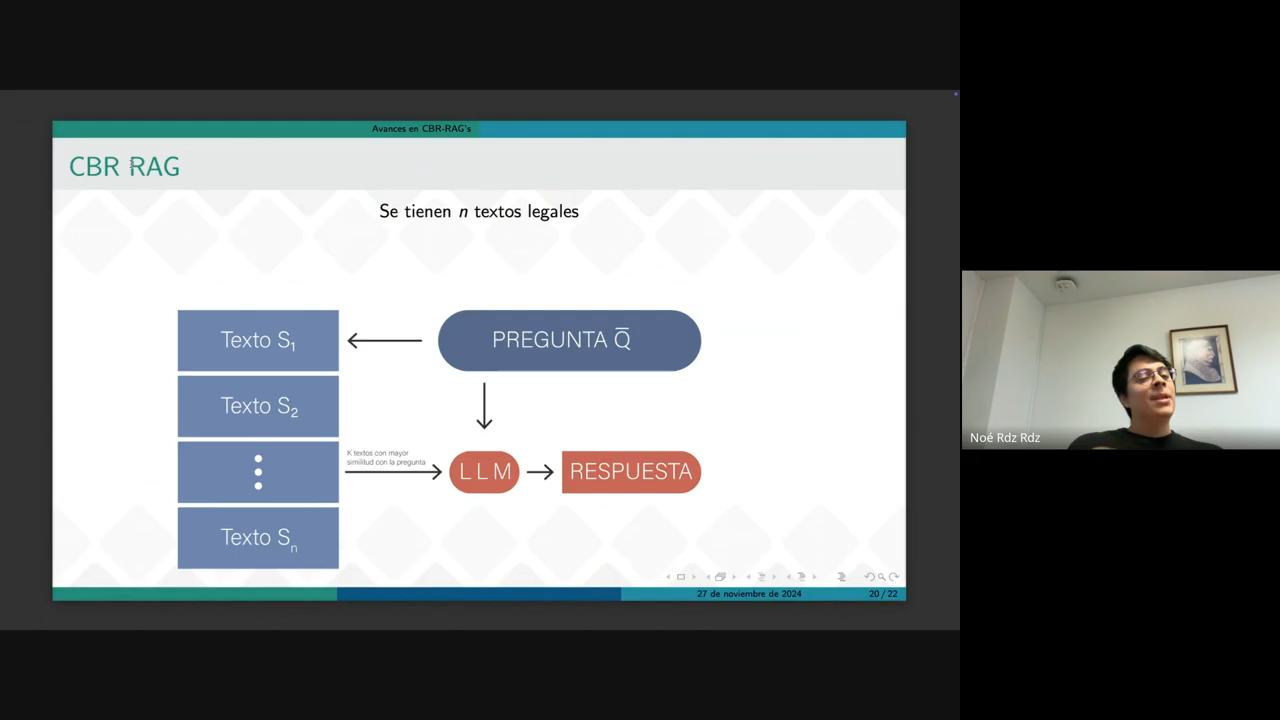 Avances en CBR-RAG's
CBR RAG
Se tienen n textos legales
Texto S₁
PREGUNTA Q̅
Texto S₂
K textos con mayor
similitud con la pregunta
LLM
RESPUESTA
Texto Sₙ
27 de noviembre de 2024
20 / 22
Noé Rdz Rdz